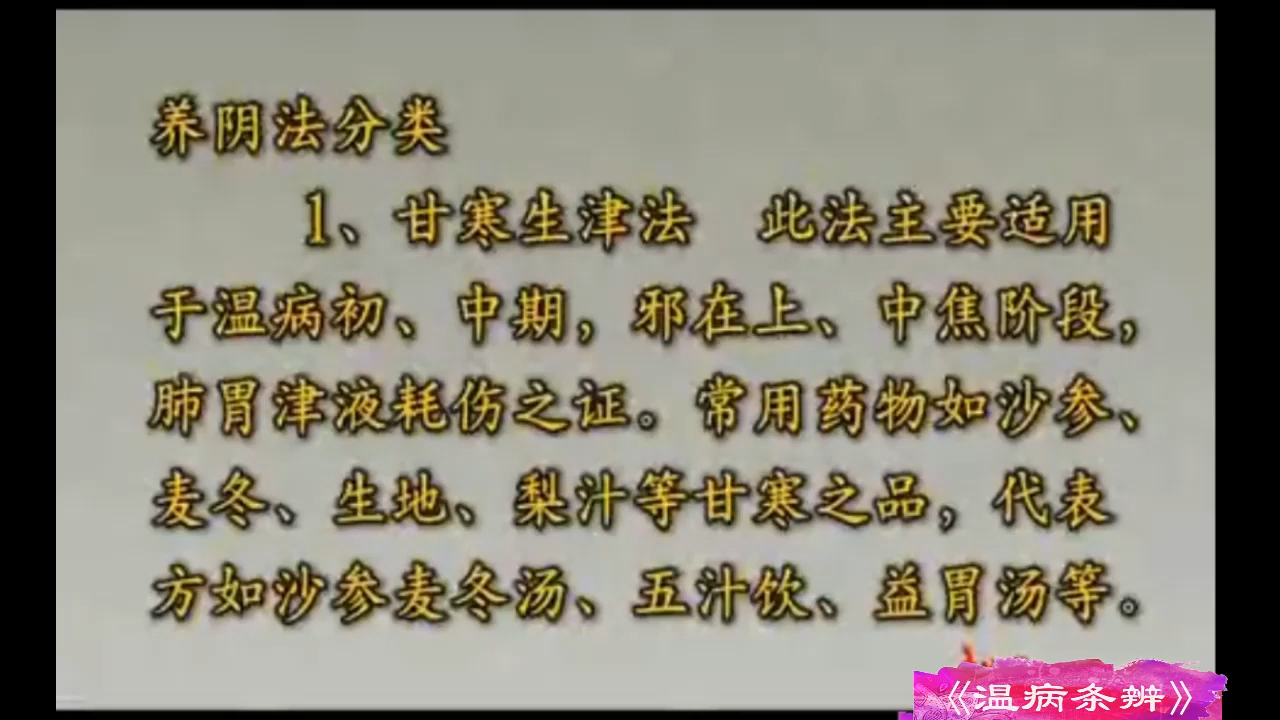 养阴法分类
1、甘寒生津法 此法主要适用
于温病初、中期，邪在上、中焦阶段，
肺胃津液耗伤之证。常用药物如沙参、
麦冬、生地、梨汁等甘寒之品，代表
方如沙参麦冬汤、五汁饮、益胃汤等。
《温病条辨》